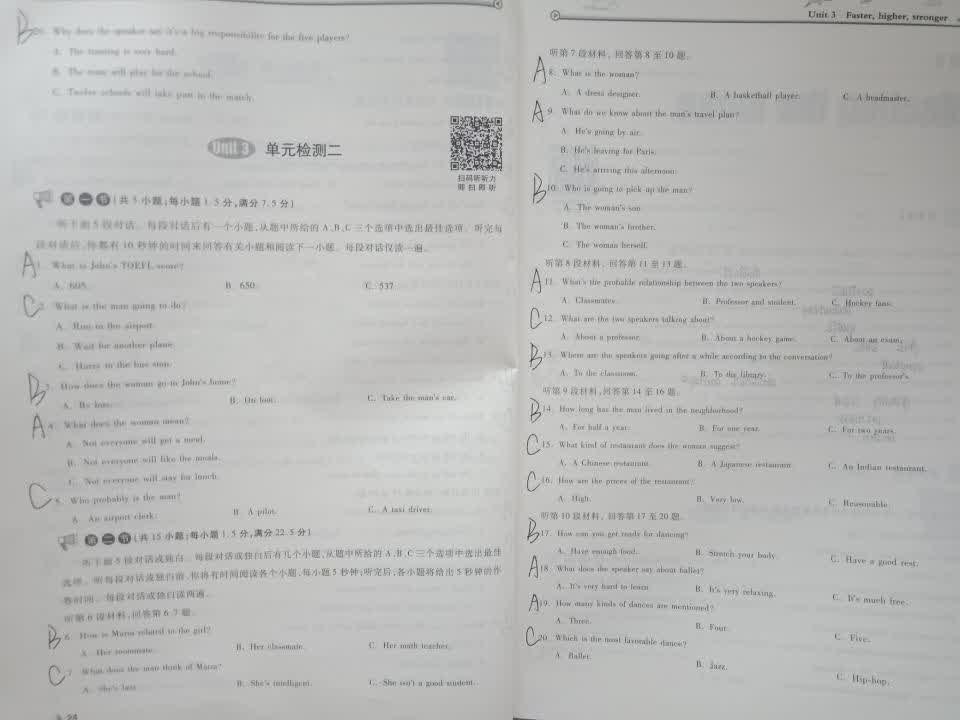 B 20. Why does the speaker say it's a big responsibility for the five players?
A. The training is very hard.
B. The team will play for the school.
C. Twelve schools will take part in the match.
Unit 3 单元检测二
扫码听听力
即扫即听
第一节(共5小题;每小题1.5分,满分7.5分)
听下面5段对话。每段对话后有一个小题,从题中所给的A、B、C三个选项中选出最佳选项。听完每
段对话后,你都有10秒钟的时间来回答有关小题和阅读下一小题。每段对话仅读一遍。
A 1. What is John's TOEFL score?
A. 605. B. 650. C. 537.
C 2. What is the man going to do?
A. Run to the airport.
B. Wait for another plane.
C. Hurry to the bus stop.
B 3. How does the woman go to John's home?
A. By bus. B. On foot. C. Take the man's car.
A 4. What does the woman mean?
A. Not everyone will get a meal.
B. Not everyone will like the meals.
C. Not everyone will stay for lunch.
C 5. Who probably is the man?
A. An airport clerk. B. A pilot. C. A taxi driver.
第二节(共15小题;每小题1.5分,满分22.5分)
听下面5段对话或独白。每段对话或独白后有几个小题,从题中所给的A、B、C三个选项中选出最佳
选项。听每段对话或独白前,你将有时间阅读各个小题,每小题5秒钟;听完后,各小题将给出5秒钟的作
答时间。每段对话或独白读两遍。
听第6段材料,回答第6、7题。
B 6. How is Maria related to the girl?
A. Her roommate. B. Her classmate. C. Her math teacher.
C 7. What does the man think of Maria?
A. She's lazy. B. She's intelligent. C. She isn't a good student.
24
Unit 3 Faster, higher, stronger
听第7段材料,回答第8至10题。
A 8. What is the woman?
A. A dress designer. B. A basketball player. C. A headmaster.
A 9. What do we know about the man's travel plan?
A. He's going by air.
B. He's leaving for Paris.
C. He's arriving this afternoon.
B 10. Who is going to pick up the man?
A. The woman's son.
B. The woman's brother.
C. The woman herself.
听第8段材料,回答第11至13题。
A 11. What's the probable relationship between the two speakers?
A. Classmates. B. Professor and student. C. Hockey fans.
C 12. What are the two speakers talking about?
A. About a professor. B. About a hockey game. C. About an exam.
B 13. Where are the speakers going after a while according to the conversation?
A. To the classroom. B. To the library. C. To the professor's.
听第9段材料,回答第14至16题。
B 14. How long has the man lived in the neighborhood?
A. For half a year. B. For one year. C. For two years.
C 15. What kind of restaurant does the woman suggest?
A. A Chinese restaurant. B. A Japanese restaurant. C. An Indian restaurant.
C 16. How are the prices of the restaurant?
A. High. B. Very low. C. Reasonable.
听第10段材料,回答第17至20题。
B 17. How can you get ready for dancing?
A. Have enough food. B. Stretch your body. C. Have a good rest.
A 18. What does the speaker say about ballet?
A. It's very hard to learn. B. It's very relaxing. C. It's much free.
A 19. How many kinds of dances are mentioned?
A. Three. B. Four. C. Five.
C 20. Which is the most favorable dance?
A. Ballet. B. Jazz. C. Hip-hop.